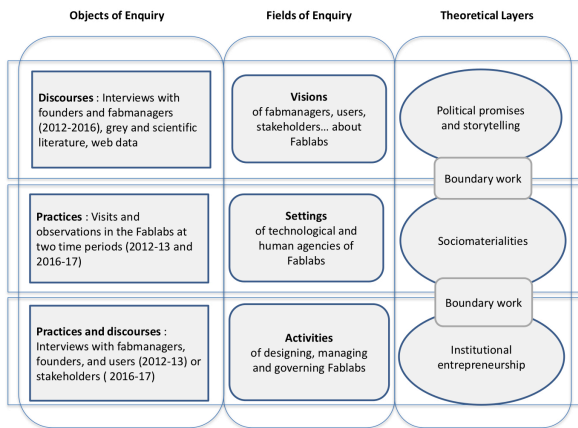 Objects of Enquiry
Fields of Enquiry
Theoretical Layers
Discourses : Interviews with
founders and fabmanagers
(2012-2016), grey and scientific
literature, web data
Visions
of fabmanagers, users,
stakeholders... about
Fablabs
Political promises
and storytelling
Boundary work
Practices : Visits and
observations in the Fablabs at
two time periods (2012-13 and
2016-17)
Settings
of technological and
human agencies of
Fablabs
Sociomaterialities
Boundary work
Practices and discourses :
Interviews with fabmanagers,
founders, and users (2012-13) or
stakeholders ( 2016-17)
Activities
of designing, managing
and governing Fablabs
Institutional
entrepreneurship